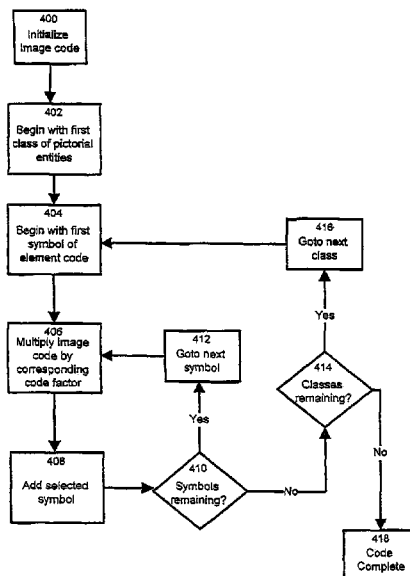 400
Initialize
image code
402
Begin with first
class of pictorial
entities
404
Begin with first
symbol of
element code
416
Goto next
class
406
Multiply image
code by
corresponding
code factor
412
Goto next
symbol
Yes
414
Classes
remaining?
Yes
408
Add selected
symbol
410
Symbols
remaining?
No
No
418
Code
Complete